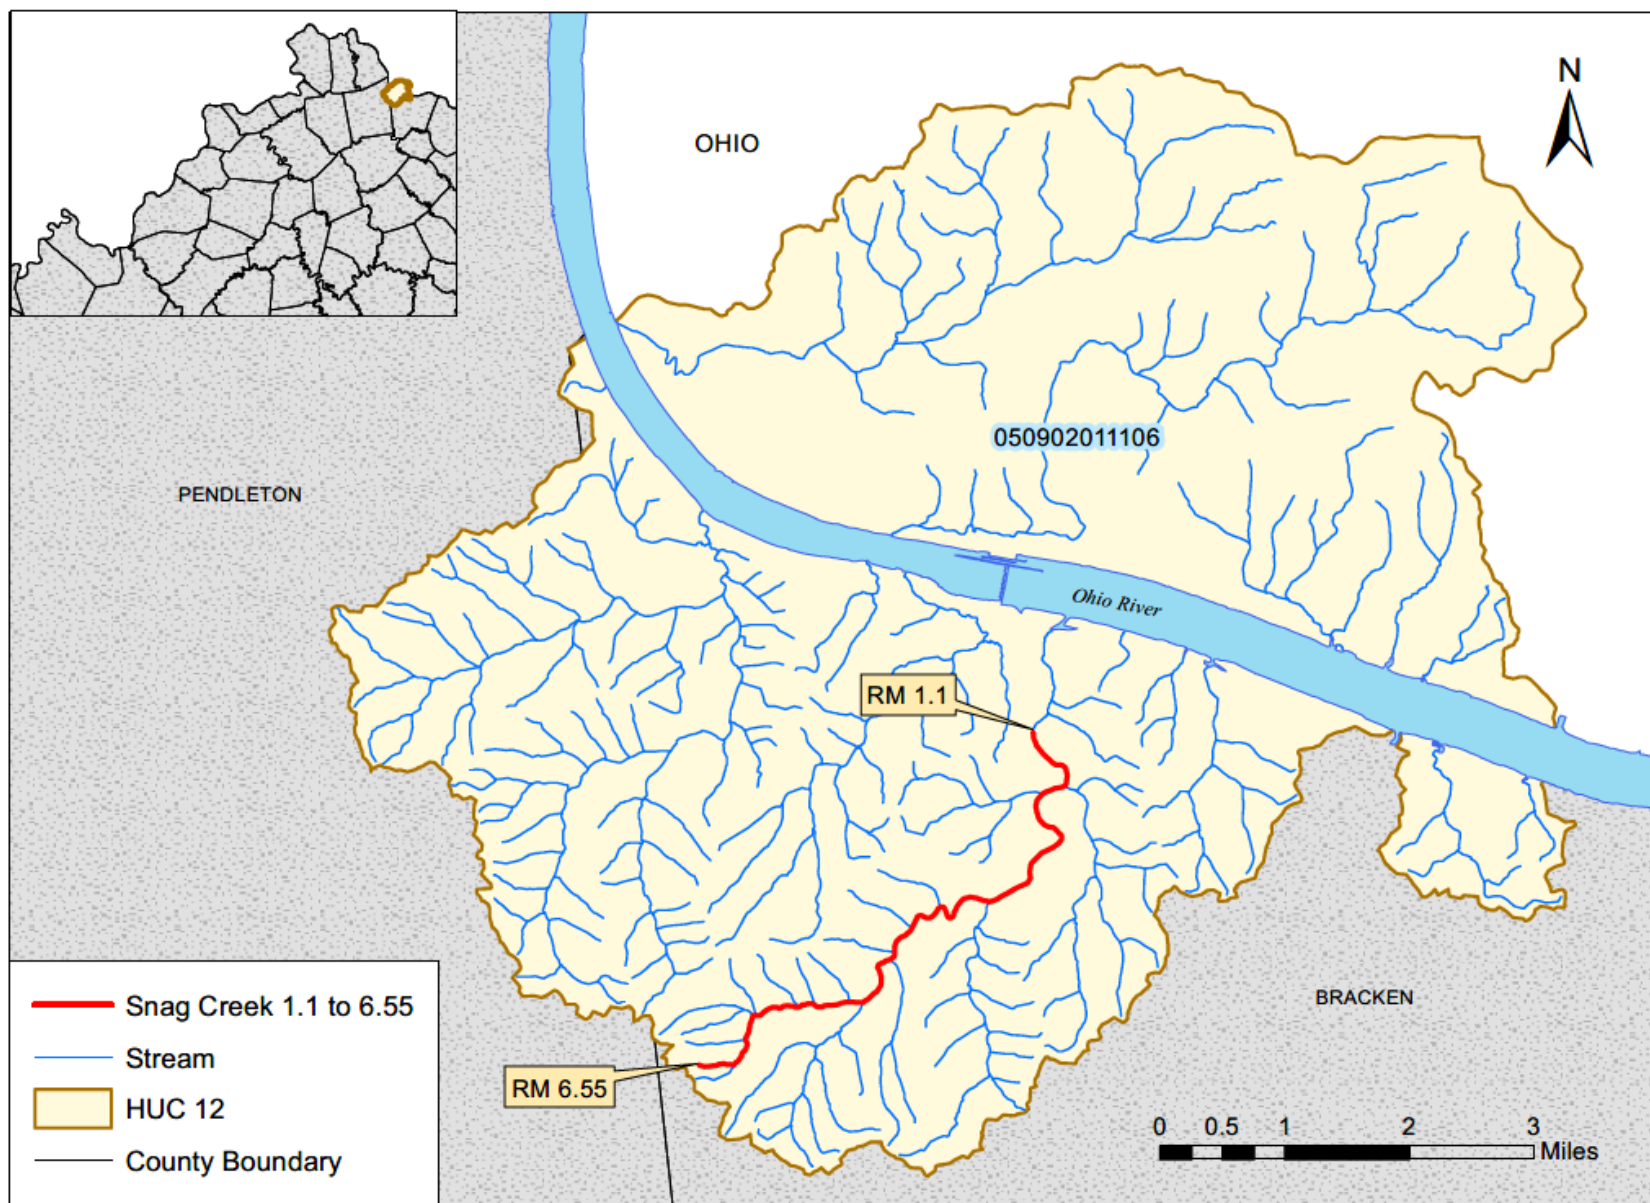 N
OHIO
050902011106
PENDLETON
Ohio River
RM 1.1
BRACKEN
RM 6.55
Snag Creek 1.1 to 6.55
Stream
HUC 12
County Boundary
0 0.5 1 2 3
Miles